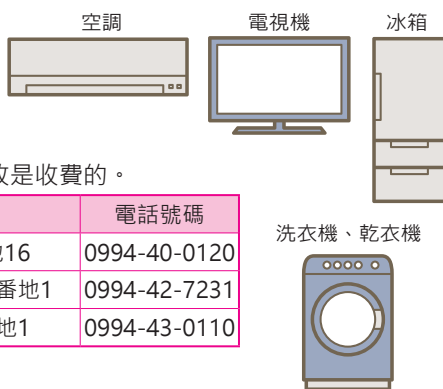 空調
電視機
冰箱
是收費的。
電話號碼
洗衣機、乾衣機
16 0994-40-0120
番地1 0994-42-7231
地1 0994-43-0110